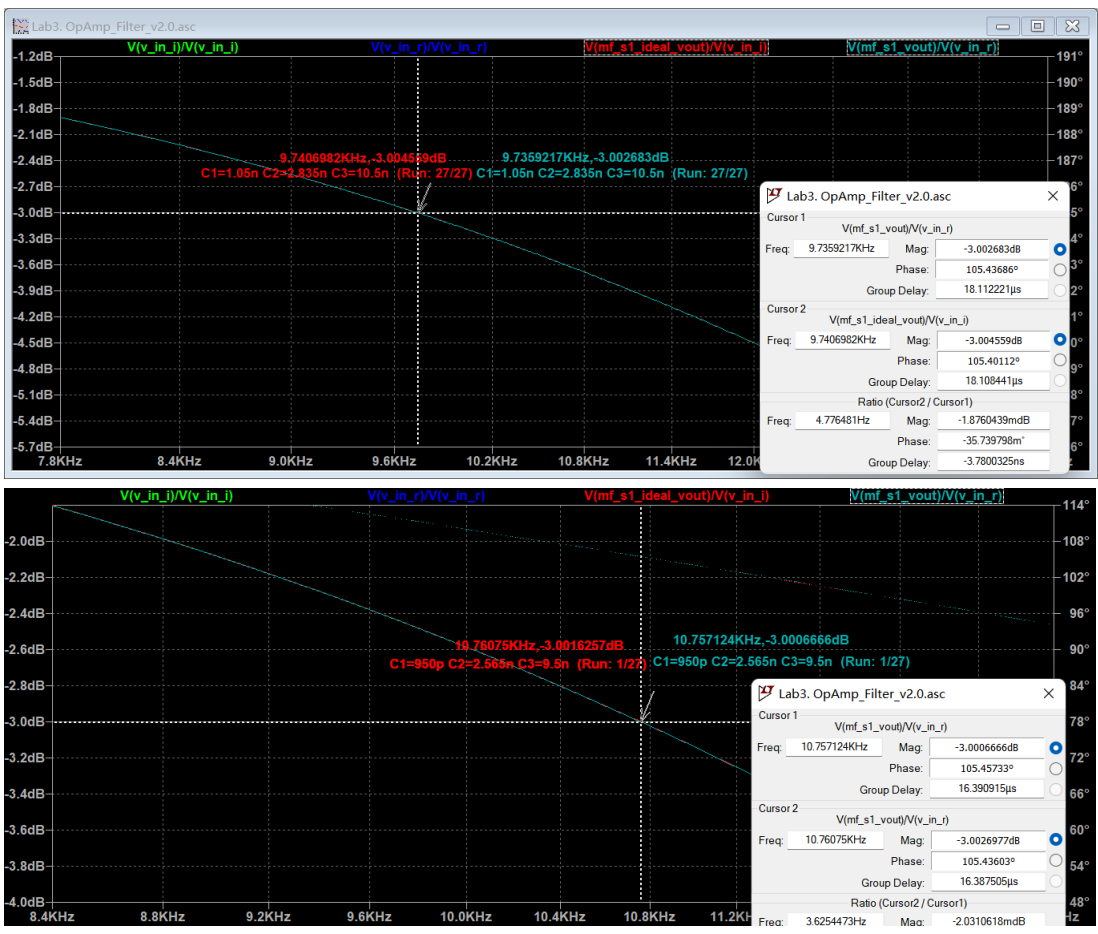 Lab3. OpAmp_Filter_v2.0.asc
V(v_in_i)/V(v_in_i) V(v_in_r)/V(v_in_r) V(mf_s1_ideal_vout)/V(v_in_i) V(mf_s1_vout)/V(v_in_r)
-1.2dB 191°
-1.5dB 190°
-1.8dB 189°
-2.1dB 188°
-2.4dB 187°
9.7406982KHz,-3.004559dB 9.7359217KHz,-3.002683dB
C1=1.05n C2=2.835n C3=10.5n (Run: 27/27) C1=1.05n C2=2.835n C3=10.5n (Run: 27/27)
-2.7dB
-3.0dB
-3.3dB
-3.6dB
-3.9dB
-4.2dB
-4.5dB
-4.8dB
-5.1dB
-5.4dB
-5.7dB
7.8KHz 8.4KHz 9.0KHz 9.6KHz 10.2KHz 10.8KHz 11.4KHz 12.0K
Lab3. OpAmp_Filter_v2.0.asc
Cursor 1
V(mf_s1_vout)/V(v_in_r)
Freq: 9.7359217KHz Mag: -3.002683dB
Phase: 105.43686°
Group Delay: 18.112221µs
Cursor 2
V(mf_s1_ideal_vout)/V(v_in_i)
Freq: 9.7406982KHz Mag: -3.004559dB
Phase: 105.40112°
Group Delay: 18.108441µs
Ratio (Cursor2 / Cursor1)
Freq: 4.776481Hz Mag: -1.8760439mdB
Phase: -35.739798m°
Group Delay: -3.7800325ns
V(v_in_i)/V(v_in_i) V(v_in_r)/V(v_in_r) V(mf_s1_ideal_vout)/V(v_in_i) V(mf_s1_vout)/V(v_in_r)
114°
-2.0dB 108°
-2.2dB 102°
-2.4dB 96°
-2.6dB 90°
10.76075KHz,-3.0016257dB 10.757124KHz,-3.0006666dB
C1=950p C2=2.565n C3=9.5n (Run: 1/27) C1=950p C2=2.565n C3=9.5n (Run: 1/27)
-2.8dB 84°
-3.0dB 78°
-3.2dB 72°
-3.4dB 66°
-3.6dB 60°
-3.8dB 54°
-4.0dB 48°
8.4KHz 8.8KHz 9.2KHz 9.6KHz 10.0KHz 10.4KHz 10.8KHz 11.2KH
Lab3. OpAmp_Filter_v2.0.asc
Cursor 1
V(mf_s1_vout)/V(v_in_r)
Freq: 10.757124KHz Mag: -3.0006666dB
Phase: 105.45733°
Group Delay: 16.390915µs
Cursor 2
V(mf_s1_ideal_vout)/V(v_in_i)
Freq: 10.76075KHz Mag: -3.0026977dB
Phase: 105.43603°
Group Delay: 16.387505µs
Ratio (Cursor2 / Cursor1)
Freq: 3.6254473Hz Mag: -2.0310618mdB